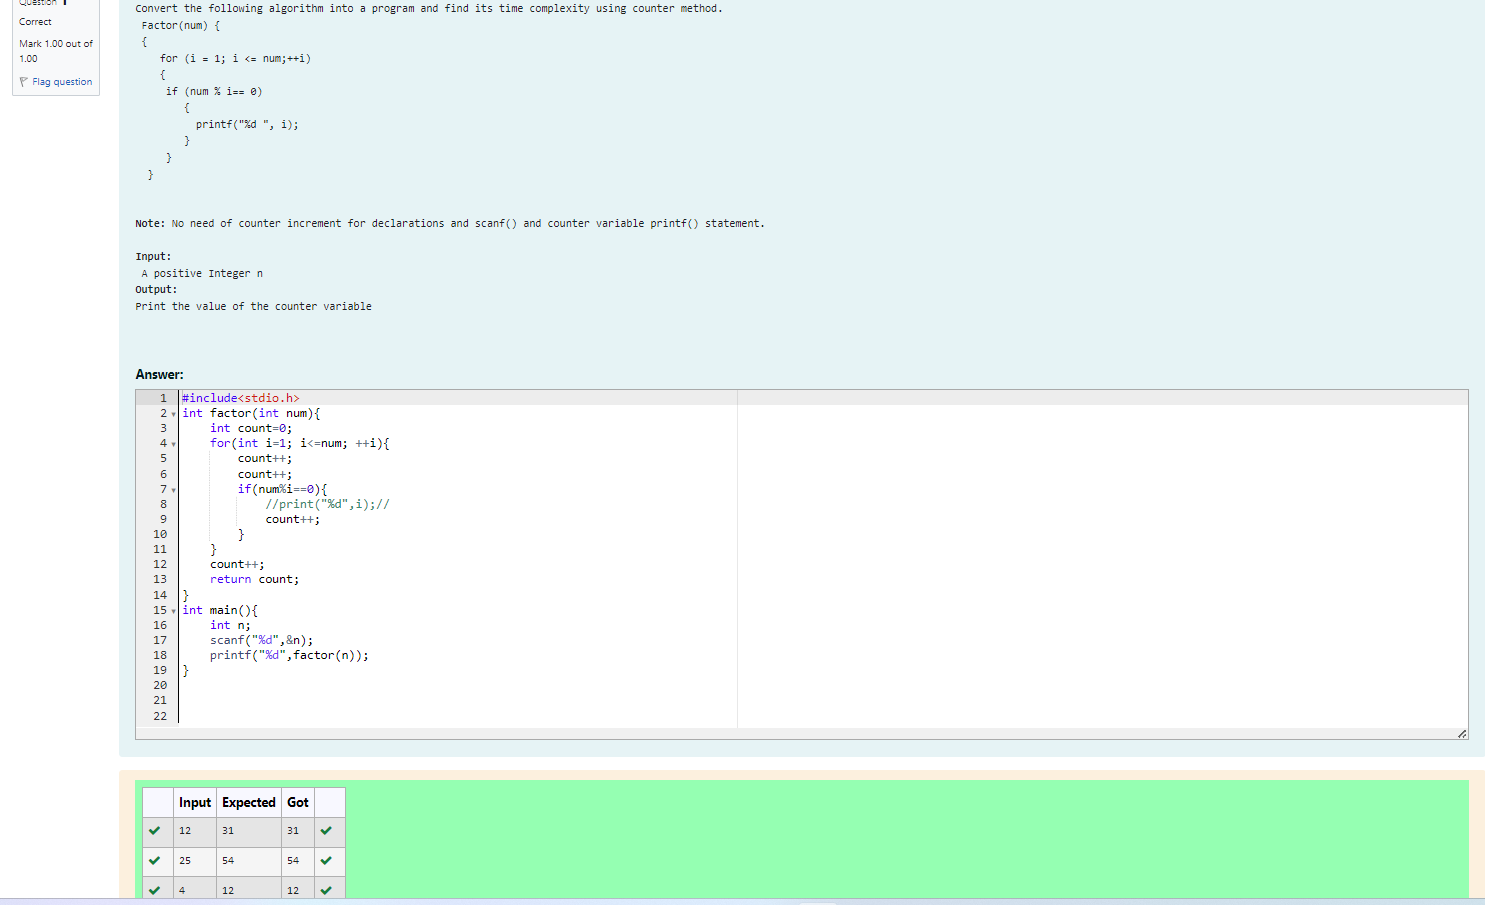 Question 1
Correct
Mark 1.00 out of
1.00
Flag question
Convert the following algorithm into a program and find its time complexity using counter method.
Factor(num) {
{
for (i = 1; i <= num;++i)
{
if (num % i== 0)
{
printf("%d ", i);
}
}
}
Note: No need of counter increment for declarations and scanf() and counter variable printf() statement.
Input:
A positive Integer n
Output:
Print the value of the counter variable
Answer:
1 #include<stdio.h>
2 int factor(int num){
3 int count=0;
4 for(int i=1; i<=num; ++i){
5 count++;
6 count++;
7 if(num%i==0){
8 //print("%d",i);//
9 count++;
10 }
11 }
12 count++;
13 return count;
14 }
15 int main(){
16 int n;
17 scanf("%d",&n);
18 printf("%d",factor(n));
19 }
20
21
22
Input Expected Got
12 31 31
25 54 54
4 12 12